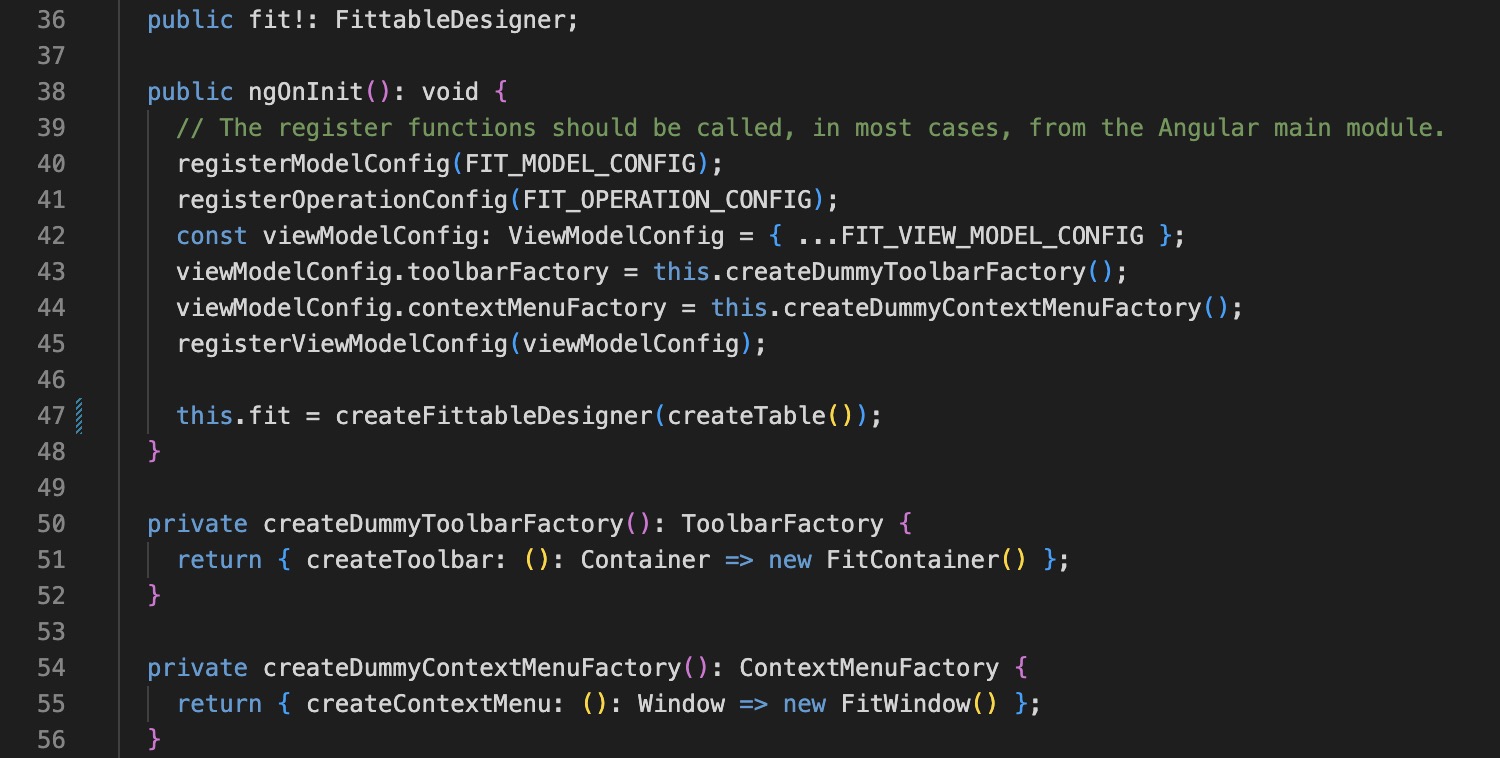 36 public fit!: FittableDesigner;
37
38 public ngOnInit(): void {
39 // The register functions should be called, in most cases, from the Angular main module.
40 registerModelConfig(FIT_MODEL_CONFIG);
41 registerOperationConfig(FIT_OPERATION_CONFIG);
42 const viewModelConfig: ViewModelConfig = { ...FIT_VIEW_MODEL_CONFIG };
43 viewModelConfig.toolbarFactory = this.createDummyToolbarFactory();
44 viewModelConfig.contextMenuFactory = this.createDummyContextMenuFactory();
45 registerViewModelConfig(viewModelConfig);
46
47 this.fit = createFittableDesigner(createTable());
48 }
49
50 private createDummyToolbarFactory(): ToolbarFactory {
51 return { createToolbar: (): Container => new FitContainer() };
52 }
53
54 private createDummyContextMenuFactory(): ContextMenuFactory {
55 return { createContextMenu: (): Window => new FitWindow() };
56 }